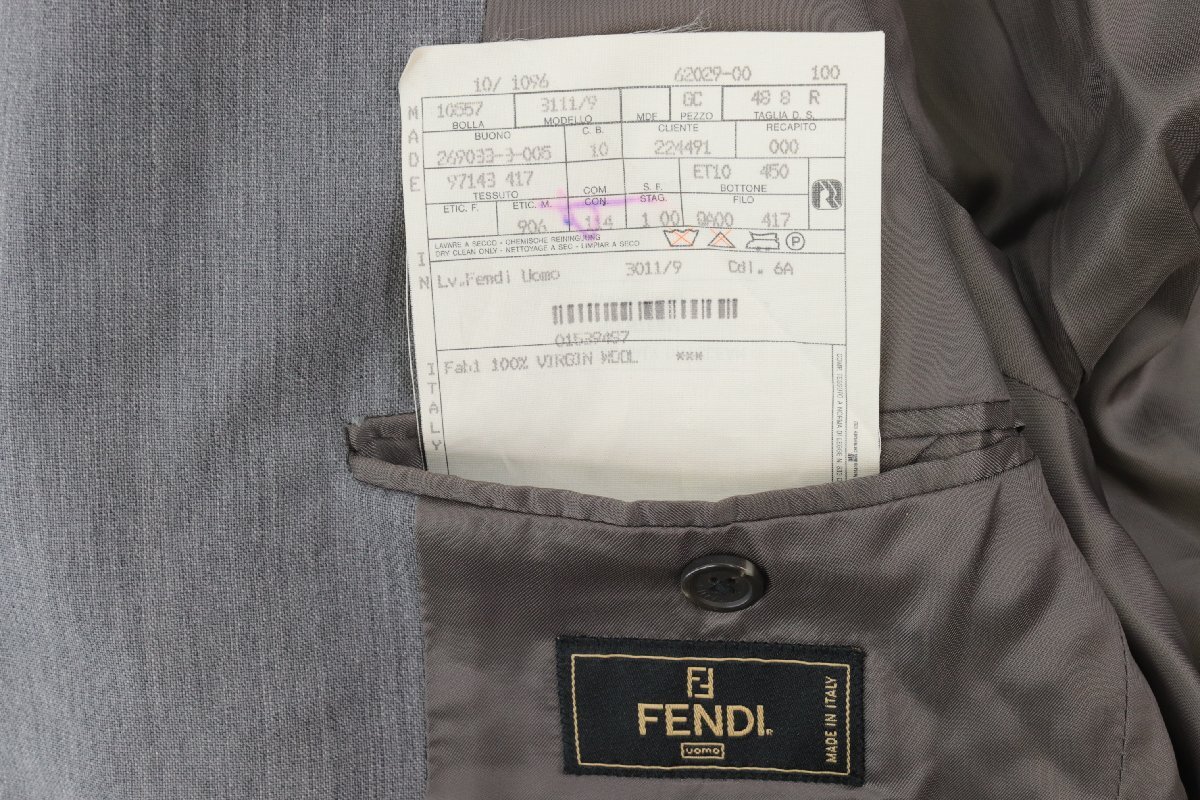 10/ 1096 62029-00 100
10557 3111/9 GC 48 8 R
BOLLA MODELLO MDF PEZZO TAGLIA D. S.
BUONO C. B. CLIENTE RECAPITO
269033-3-005 10 224491 000
97143 417 ET10 450
TESSUTO COM. S. F. BOTTONE
ETIC. F. ETIC. M. CON. STAG. FILO
906 114 1 00 9A00 417
LAVARE A SECCO - CHEMISCHE REININGUNG
DRY CLEAN ONLY - NETTOYAGE A SEC - LIMPIAR A SECO
P
Lv.Fendi Uomo 3011/9 Cdl. 6A
01539457
Fab1 100% VIRGIN WOOL ***
MADE IN ITALY
FENDI
uomo
MADE IN ITALY